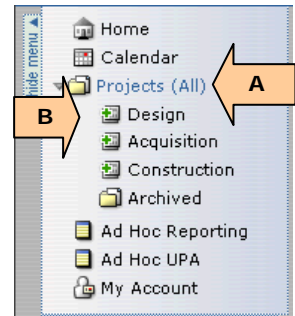 hide menu
Home
Calendar
Projects (All)
A
B
Design
Acquisition
Construction
Archived
Ad Hoc Reporting
Ad Hoc UPA
My Account